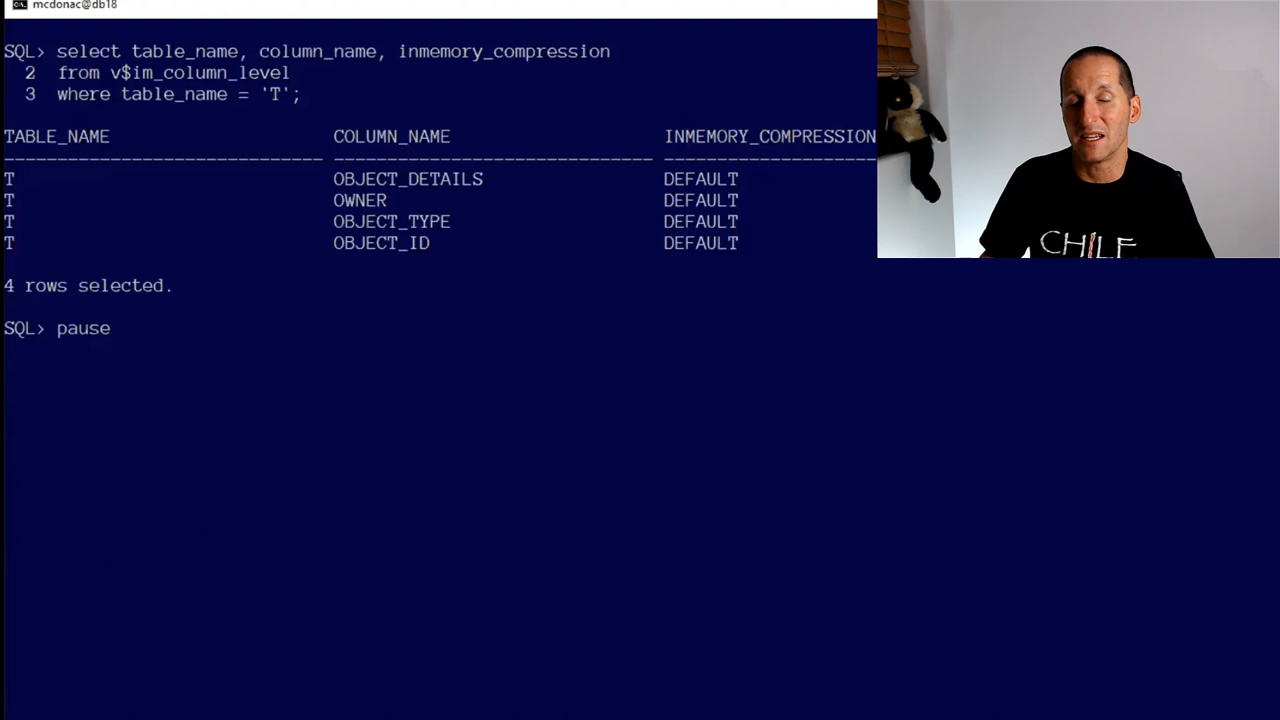 mcdonac@db18
SQL> select table_name, column_name, inmemory_compression
2 from v$im_column_level
3 where table_name = 'T';
TABLE_NAME COLUMN_NAME INMEMORY_COMPRESSION
------------------------------ ------------------------------ --------------------
T OBJECT_DETAILS DEFAULT
T OWNER DEFAULT
T OBJECT_TYPE DEFAULT
T OBJECT_ID DEFAULT
4 rows selected.
SQL> pause
CHILE